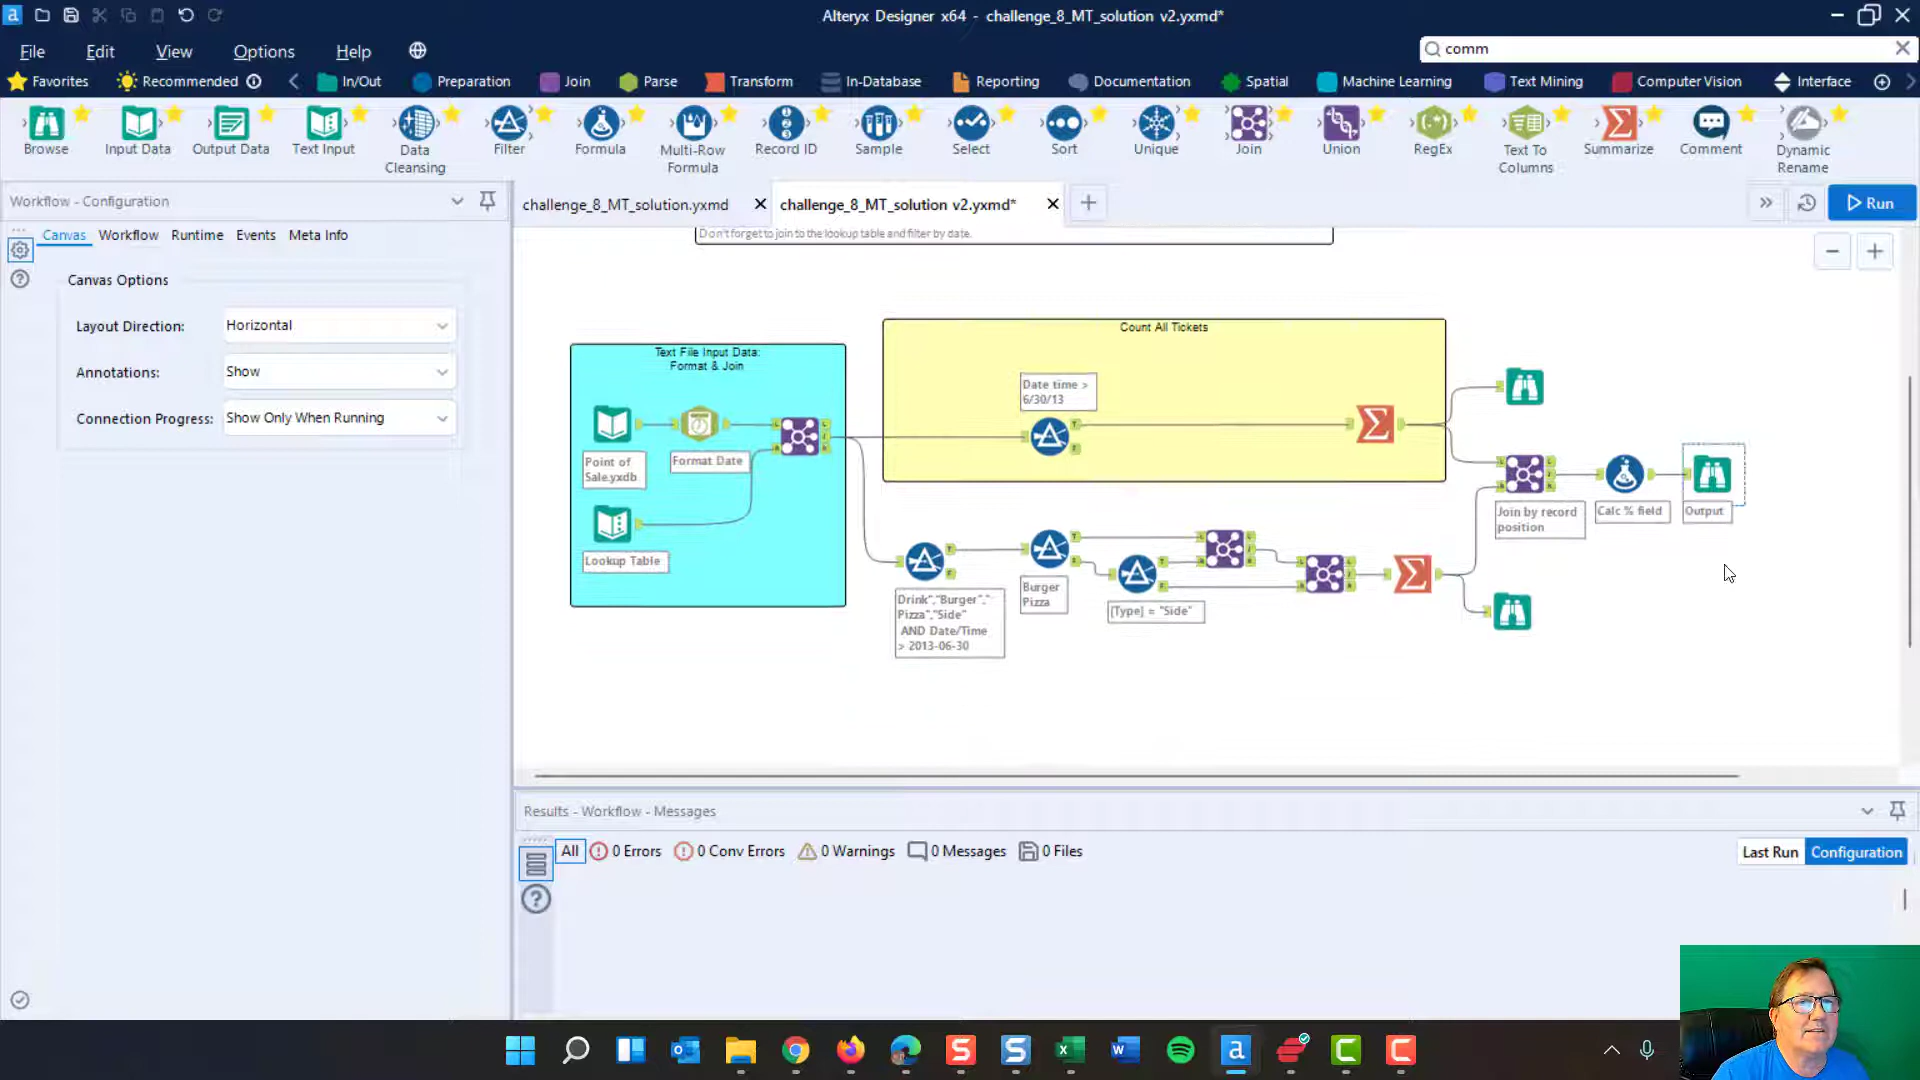 Alteryx Designer x64 - challenge_8_MT_solution v2.yxmd*
File Edit View Options Help
comm
Favorites Recommended In/Out Preparation Join Parse Transform In-Database Reporting Documentation Spatial Machine Learning Text Mining Computer Vision Interface
Browse Input Data Output Data Text Input Data Cleansing Filter Formula Multi-Row Formula Record ID Sample Select Sort Unique Join Union RegEx Text To Columns Summarize Comment Dynamic Rename
Workflow - Configuration
challenge_8_MT_solution.yxmd
challenge_8_MT_solution v2.yxmd*
Run
Canvas Workflow Runtime Events Meta Info
Don't forget to join to the lookup table and filter by date.
Canvas Options
Layout Direction: Horizontal
Annotations: Show
Connection Progress: Show Only When Running
Text File Input Data:
Format & Join
Point of
Sale.yxdb
Format Date
Lookup Table
Count All Tickets
Date time >
6/30/13
Drink","Burger","
Pizza","Side"
AND Date/Time
> 2013-06-30
Burger
Pizza
[Type] = "Side"
Join by record
position
Calc % field
Output
Results - Workflow - Messages
All 0 Errors 0 Conv Errors 0 Warnings 0 Messages 0 Files
Last Run Configuration